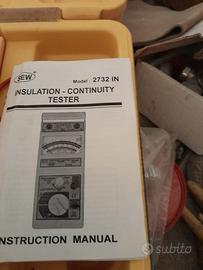 SEW
Model : 2732 IN
INSULATION - CONTINUITY
TESTER
INSTRUCTION MANUAL
subito